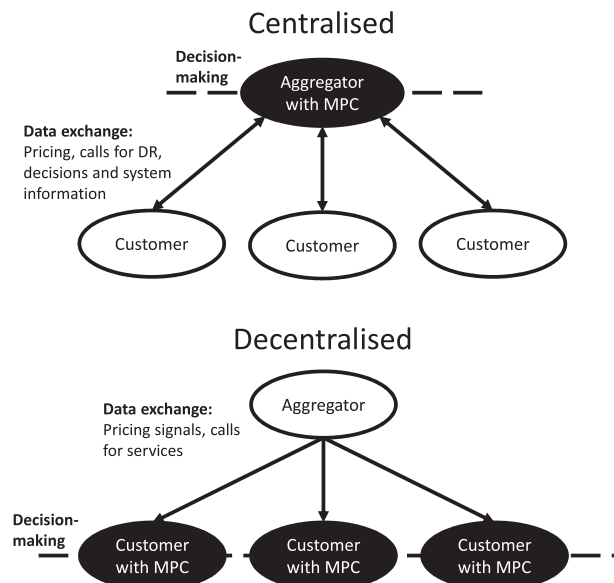 Centralised
Decision-
making
Aggregator
with MPC
Data exchange:
Pricing, calls for DR,
decisions and system
information
Customer
Customer
Customer
Decentralised
Aggregator
Data exchange:
Pricing signals, calls
for services
Decision-
making
Customer
with MPC
Customer
with MPC
Customer
with MPC